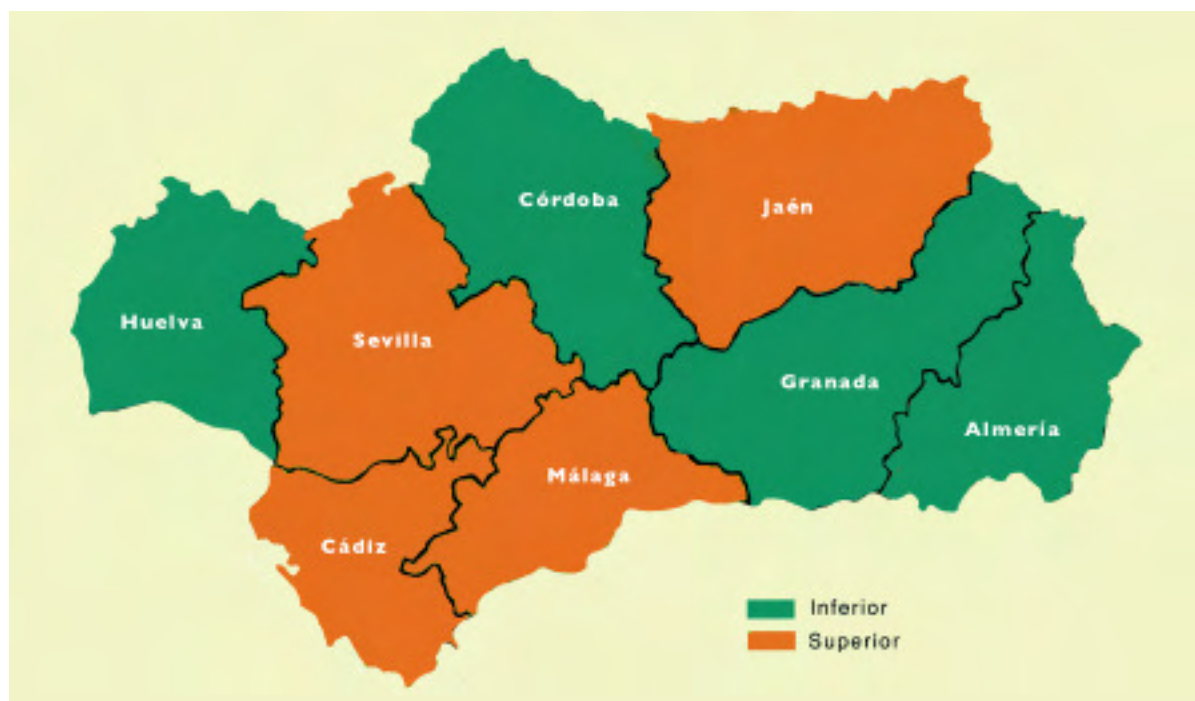 Córdoba
Jaén
Huelva
Sevilla
Granada
Almería
Málaga
Cádiz
Inferior
Superior